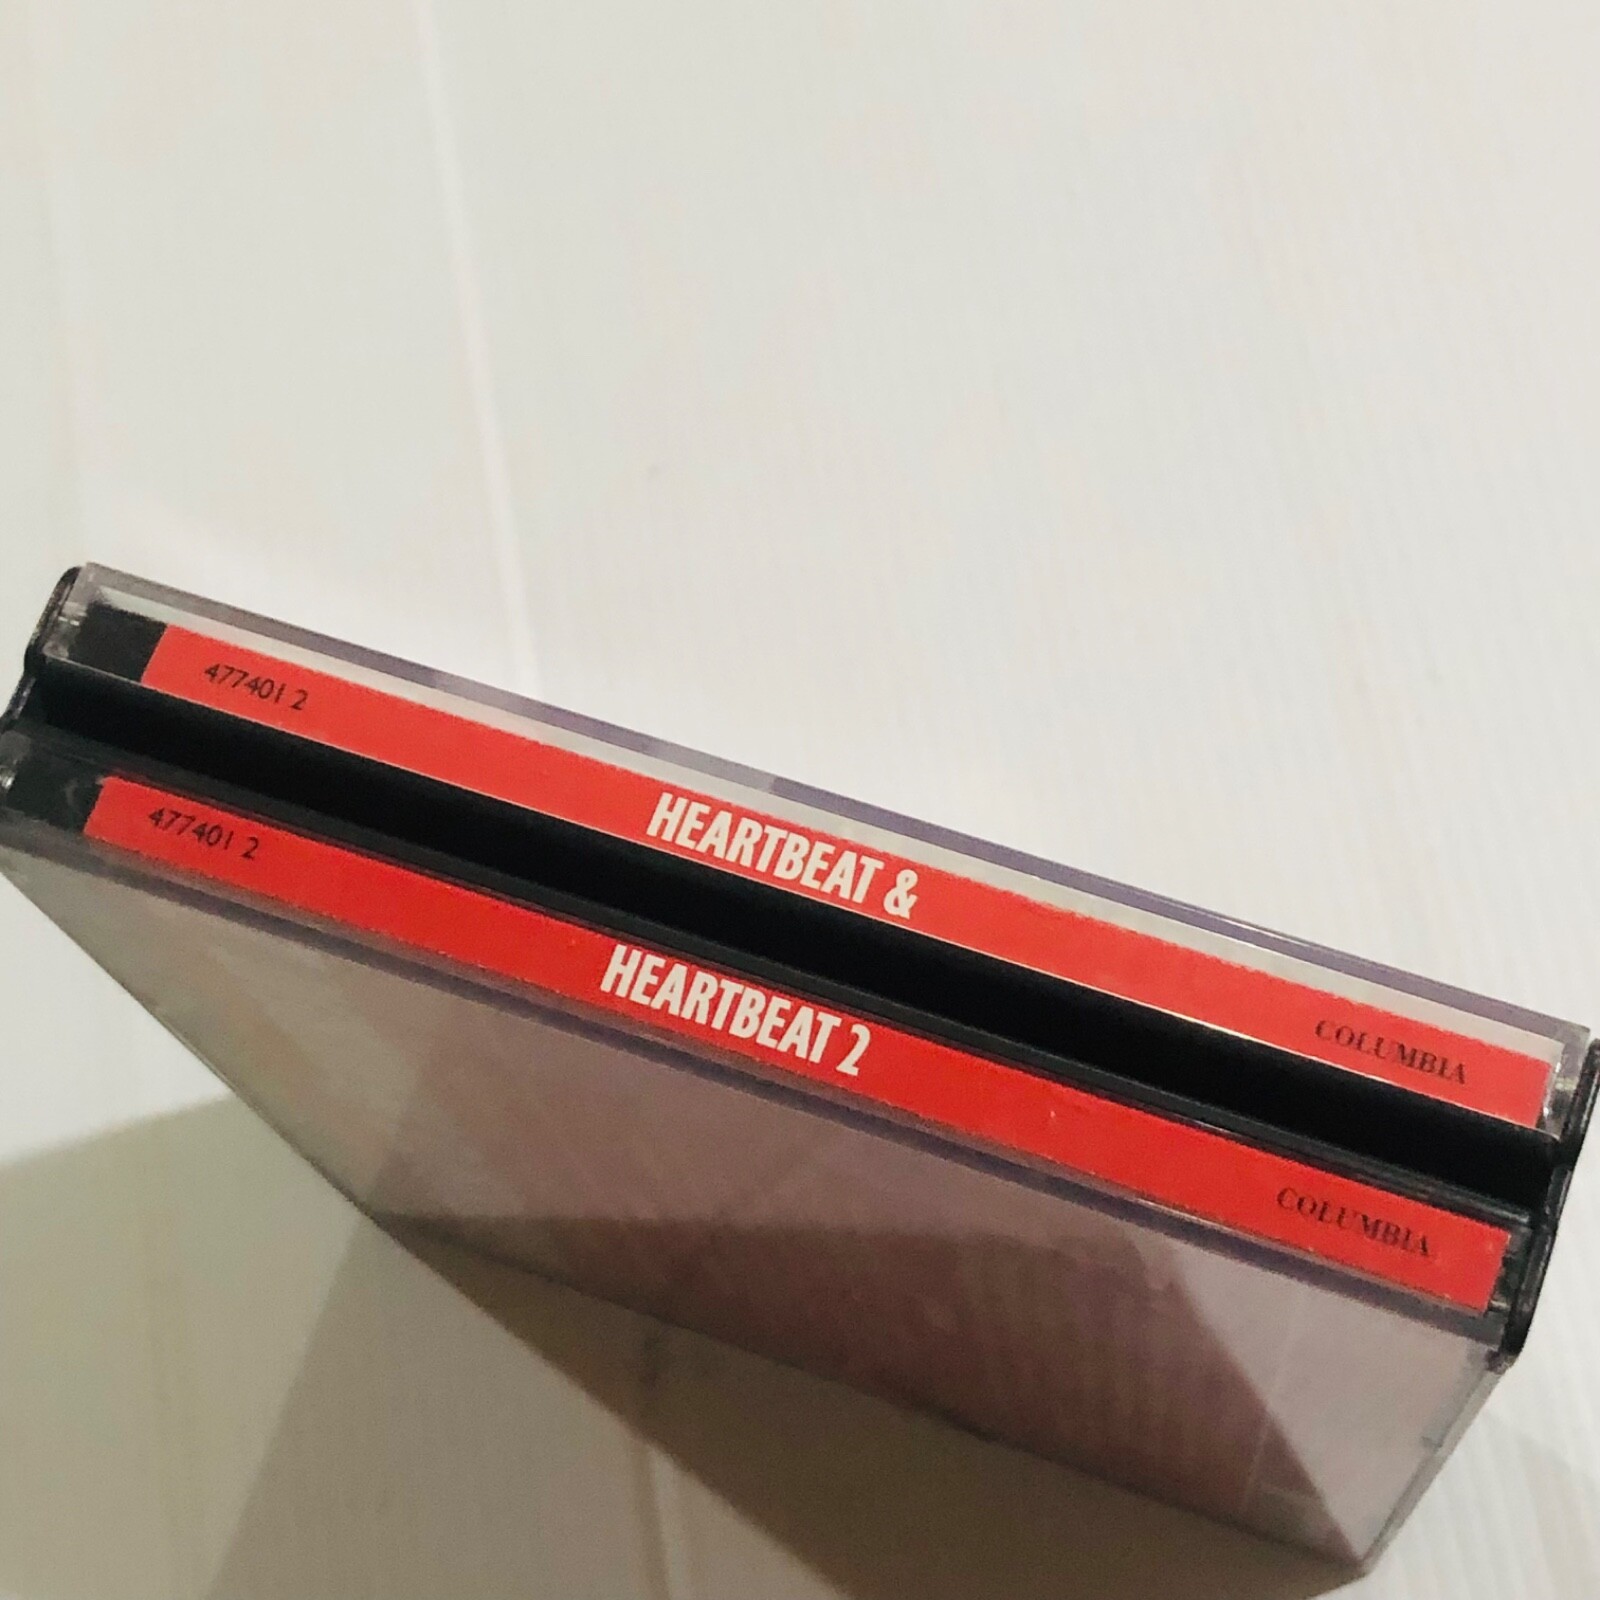 477401 2 HEARTBEAT & COLUMBIA
477401 2 HEARTBEAT 2 COLUMBIA